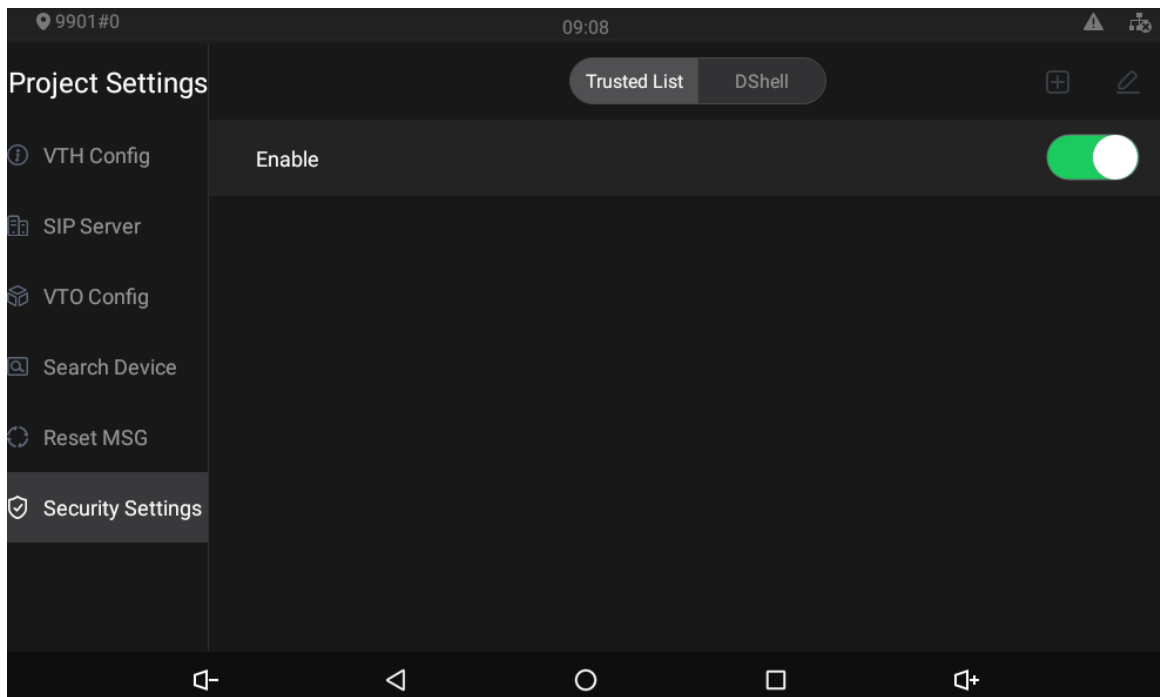 9901#0
09:08
Project Settings
Trusted List
DShell
VTH Config
Enable
SIP Server
VTO Config
Search Device
Reset MSG
Security Settings